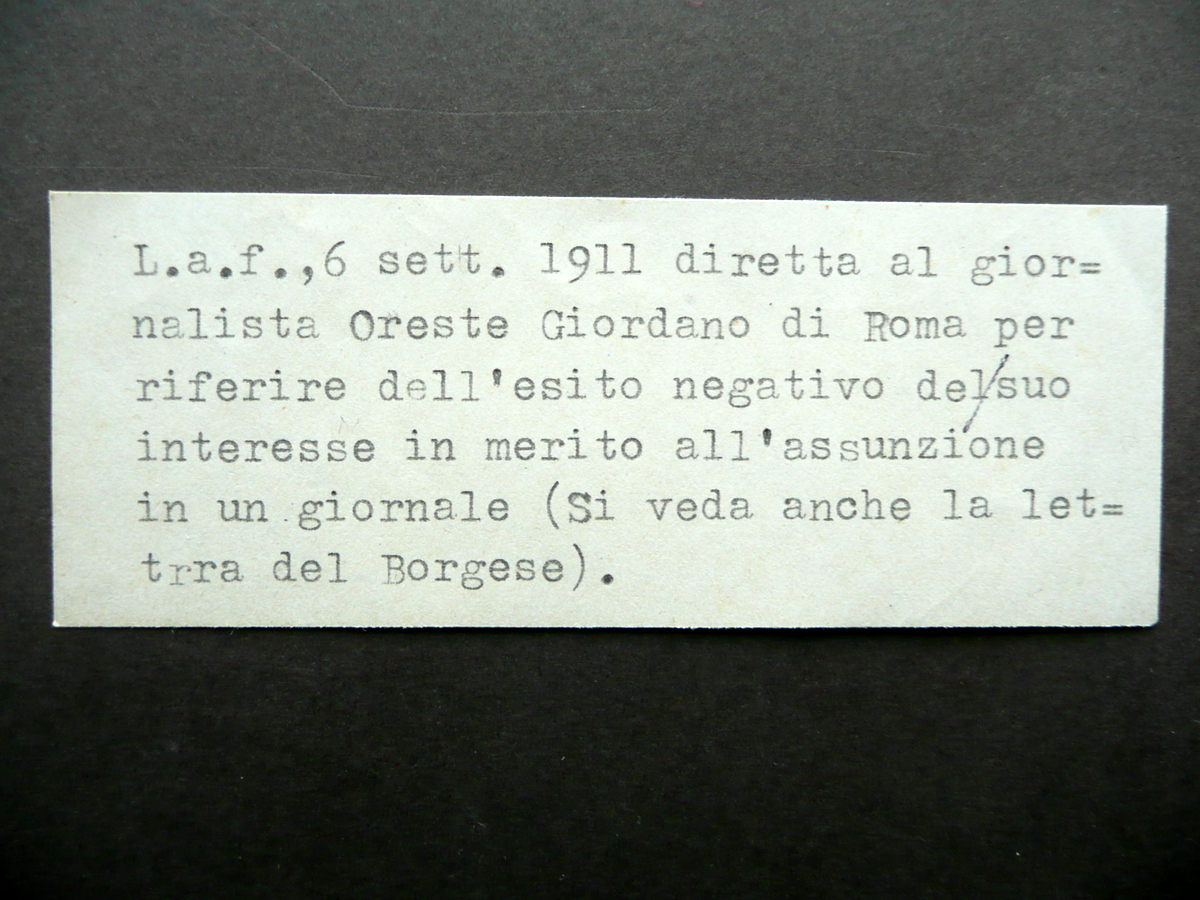 L.a.f.,6 sett. 1911 diretta al gior=
nalista Oreste Giordano di Roma per
riferire dell'esito negativo del/suo
interesse in merito all'assunzione
in un giornale (Si veda anche la let=
trra del Borgese).